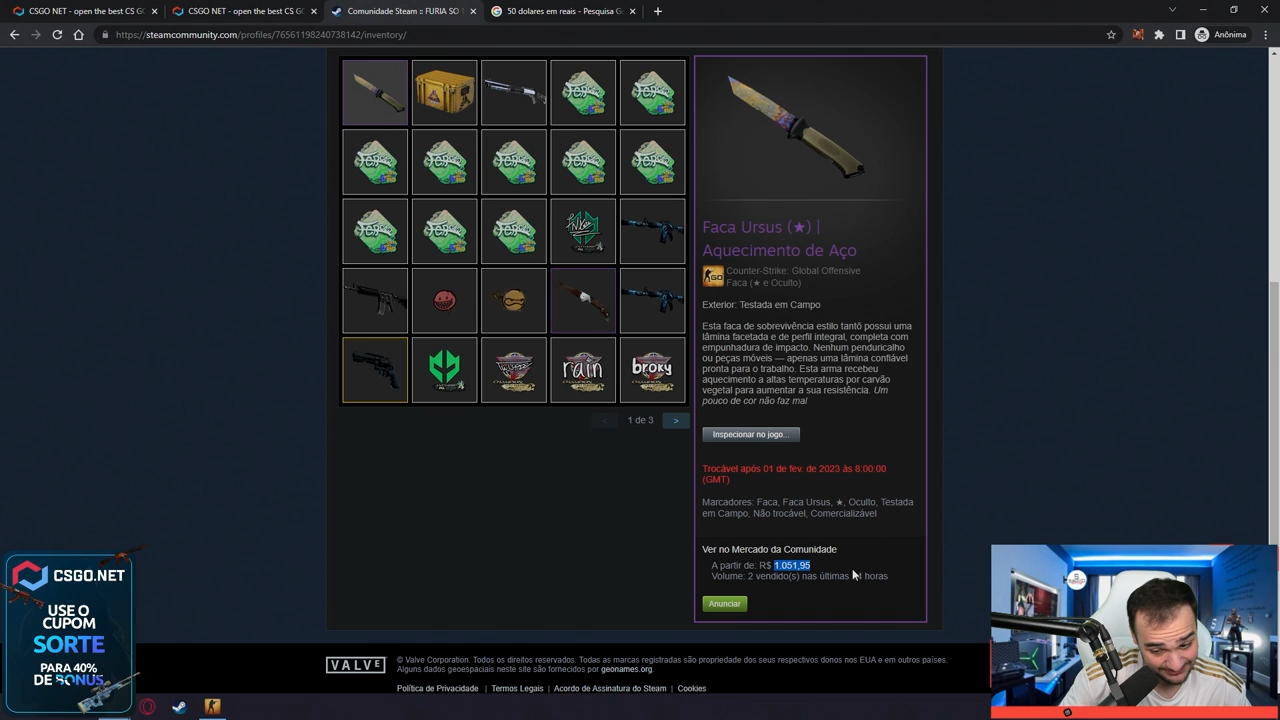 CSGO NET - open the best CS GO
CSGO NET - open the best CS GO
Comunidade Steam :: FURIA SO 1
50 dolares em reais - Pesquisa G
https://steamcommunity.com/profiles/76561198240738142/inventory/
Anônima
Faca Ursus (★) |
Aquecimento de Aço
Counter-Strike: Global Offensive
Faca (★ e Oculto)
Exterior: Testada em Campo
Esta faca de sobrevivência estilo tantō possui uma
lâmina facetada e de perfil integral, completa com
empunhadura de impacto. Nenhum penduricalho
ou peças móveis — apenas uma lâmina confiável
pronta para o trabalho. Esta arma recebeu
aquecimento a altas temperaturas por carvão
vegetal para aumentar a sua resistência. Um
pouco de cor não faz mal
1 de 3
<
>
Inspecionar no jogo...
Trocável após 01 de fev. de 2023 às 8:00:00
(GMT)
Marcadores: Faca, Faca Ursus, ★, Oculto, Testada
em Campo, Não trocável, Comercializável
Ver no Mercado da Comunidade
A partir de: R$ 1.051,95
Volume: 2 vendido(s) nas últimas 24 horas
Anunciar
rain
broky
CSGO.NET
USE O
CUPOM
SORTE
PARA 40%
DE BONUS
VALVE
© Valve Corporation. Todos os direitos reservados. Todas as marcas registradas são propriedade dos seus respectivos donos nos EUA e em outros países.
Alguns dados geoespaciais neste site são fornecidos por geonames.org.
Política de Privacidade | Termos Legais | Acordo de Assinatura do Steam | Cookies